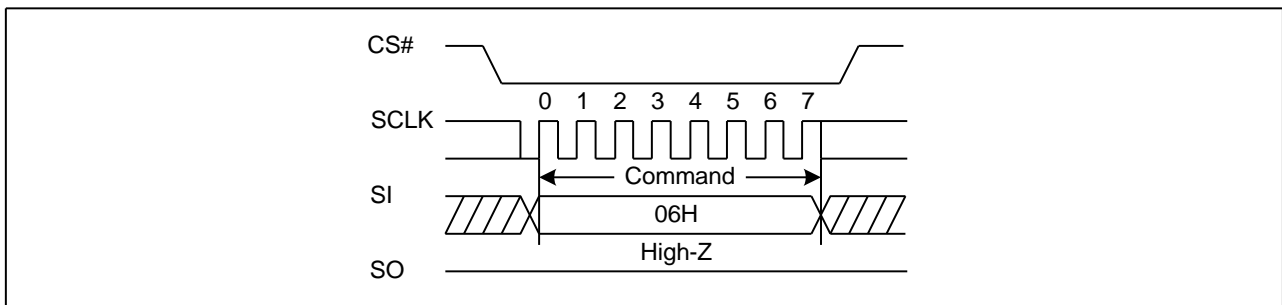 CS#
0 1 2 3 4 5 6 7
SCLK
Command
SI
06H
High-Z
SO